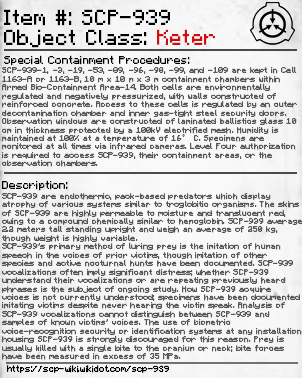 Item #: SCP-939
Object Class: Keter
Special Containment Procedures:
SCP-939-1, -3, -19, -53, -89, -96, -98, -99, and -109 are kept in Cell
1163-A or 1163-B, 10 m x 10 m x 3 m containment chambers within
Armed Bio-Containment Area-14. Both cells are environmentally
regulated and negatively pressurized, with walls constructed of
reinforced concrete. Access to these cells is regulated by an outer
decontamination chamber and inner gas-tight steel security doors.
Observation windows are constructed of laminated ballistic glass 10
cm in thickness protected by a 100kV electrified mesh. Humidity is
maintained at 100% at a temperature of 16° C. Specimens are
monitored at all times via infrared cameras. Level Four authorization
is required to access SCP-939, their containment areas, or the
observation chambers.
Description:
SCP-939 are endothermic, pack-based predators which display
atrophy of various systems similar to troglobitic organisms. The skins
of SCP-939 are highly permeable to moisture and translucent red,
owing to a compound chemically similar to hemoglobin. SCP-939 average
2.2 meters tall standing upright and weigh an average of 250 kg,
though weight is highly variable.
SCP-939's primary method of luring prey is the imitation of human
speech in the voices of prior victims, though imitation of other
species and active nocturnal hunts have been documented. SCP-939
vocalizations often imply significant distress; whether SCP-939
understand their vocalizations or are repeating previously heard
phrases is the subject of ongoing study. How SCP-939 acquire
voices is not currently understood; specimens have been documented
imitating victims despite never hearing the victim speak. Analysis of
SCP-939 vocalizations cannot distinguish between SCP-939 and
samples of known victims' voices. The use of biometric
voice-recognition security or identification systems at any installation
housing SCP-939 is strongly discouraged for this reason. Prey is
usually killed with a single bite to the cranium or neck; bite forces
have been measured in excess of 35 MPa.
https://scp-wiki.wikidot.com/scp-939